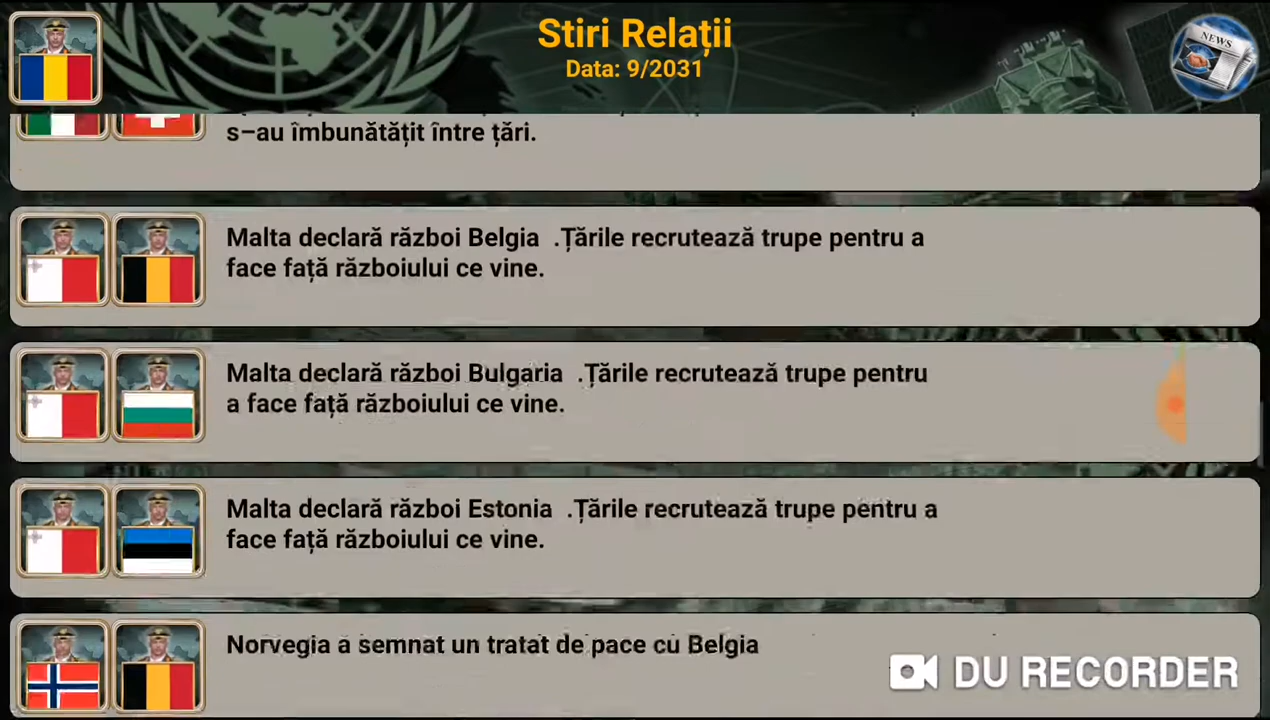 Stiri Relații
Data: 9/2031
NEWS
s-au îmbunătățit între țări.
Malta declară război Belgia .Țările recrutează trupe pentru a
face față războiului ce vine.
Malta declară război Bulgaria .Țările recrutează trupe pentru
a face față războiului ce vine.
Malta declară război Estonia .Țările recrutează trupe pentru a
face față războiului ce vine.
Norvegia a semnat un tratat de pace cu Belgia
DU RECORDER